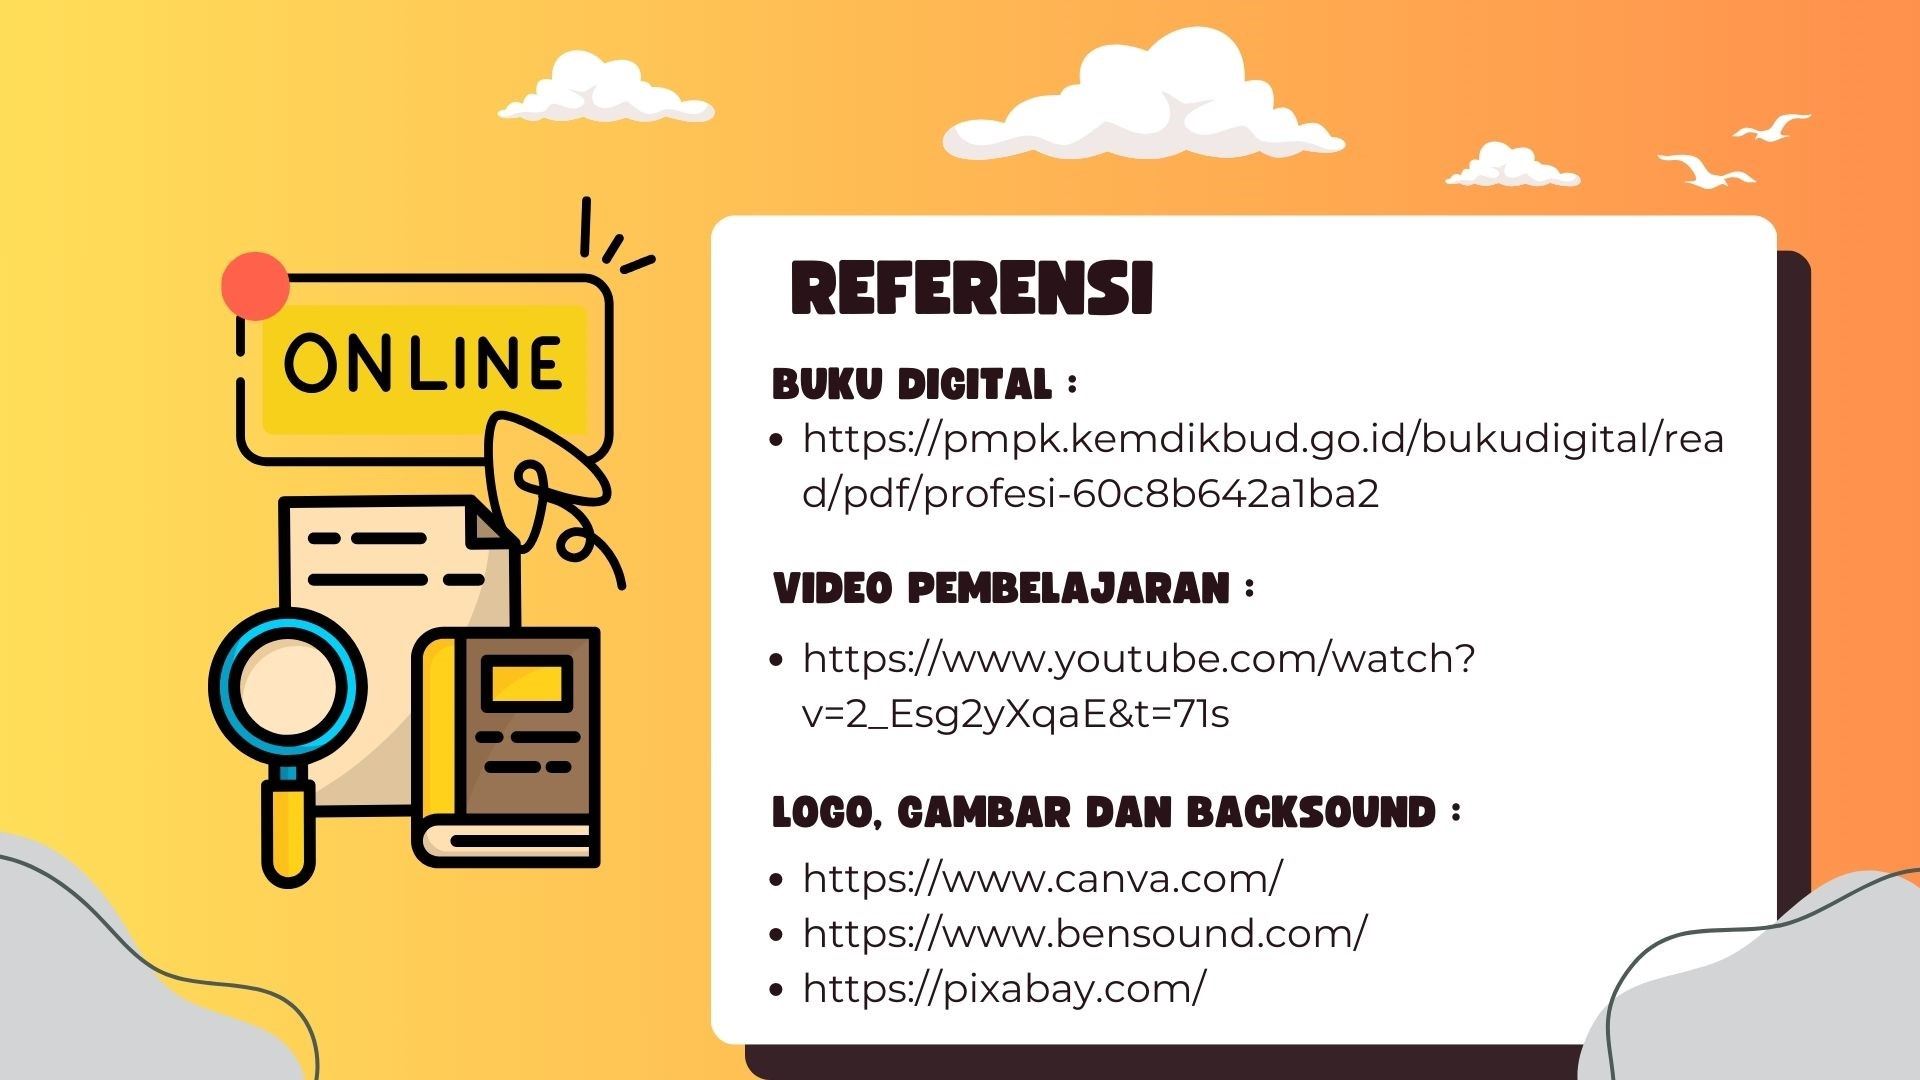 ONLINE
REFERENSI
BUKU DIGITAL :
• https://pmpk.kemdikbud.go.id/bukudigital/rea
d/pdf/profesi-60c8b642a1ba2
VIDEO PEMBELAJARAN :
• https://www.youtube.com/watch?
v=2_Esg2yXqaE&t=71s
LOGO, GAMBAR DAN BACKSOUND :
• https://www.canva.com/
• https://www.bensound.com/
• https://pixabay.com/